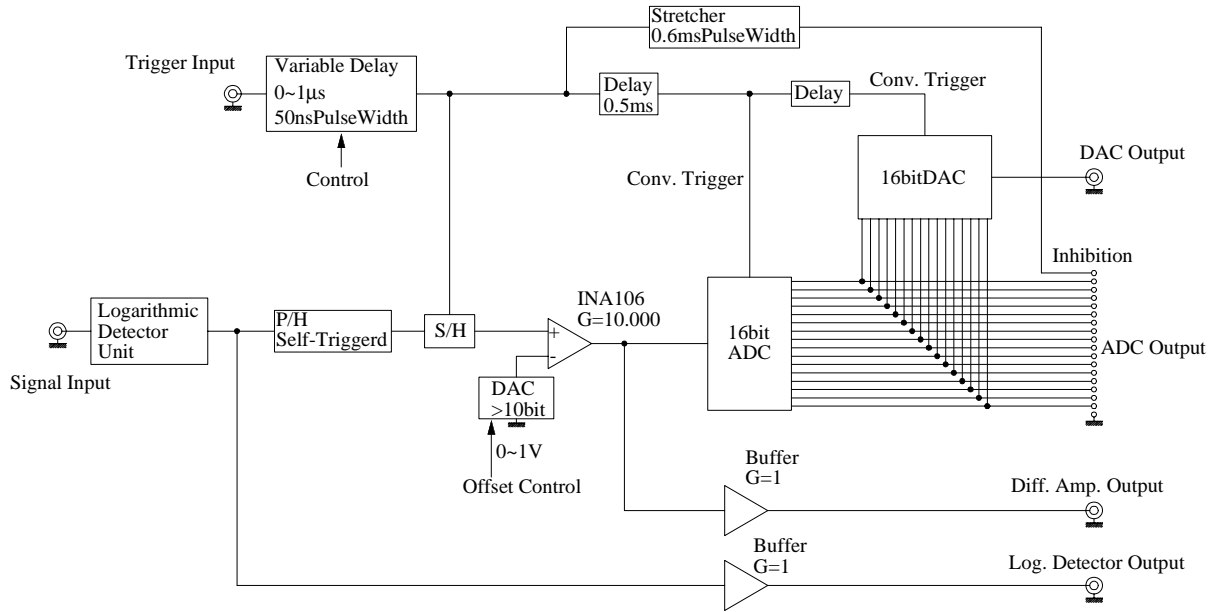 Stretcher
0.6msPulseWidth
Trigger Input
Variable Delay
0~1μs
50nsPulseWidth
Delay
0.5ms
Conv. Trigger
Delay
Control
Conv. Trigger
16bitDAC
DAC Output
Inhibition
Logarithmic
Detector
Unit
P/H
Self-Triggerd
S/H
INA106
G=10.000
+
-
16bit
ADC
ADC Output
Signal Input
DAC
>10bit
0~1V
Offset Control
Buffer
G=1
Diff. Amp. Output
Buffer
G=1
Log. Detector Output